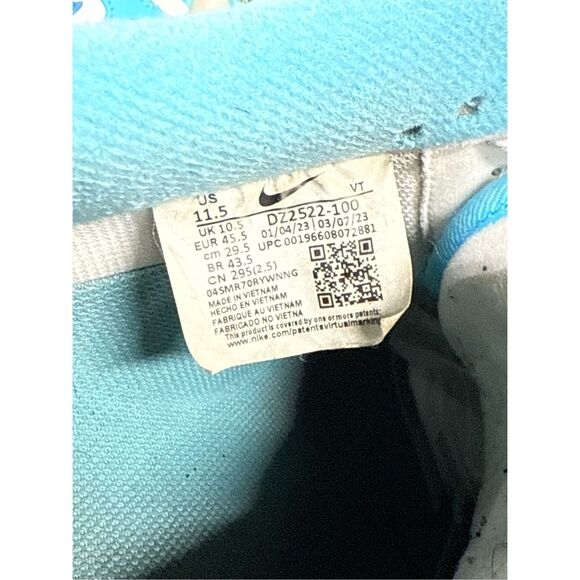 US
11.5
VT
UK 10.5
DZ2522-100
EUR 45.5
01/04/23 | 03/07/23
cm 29.5
UPC 00196608072881
BR 43.5
CN 295(2.5)
04SMR70RYWNNG
MADE IN VIETNAM
HECHO EN VIETNAM
FABRIQUE AU VIETNAM
FABRICADO NO VIETNA
This product is covered by one or more patents:
www.nike.com/patentsvirtualmarking